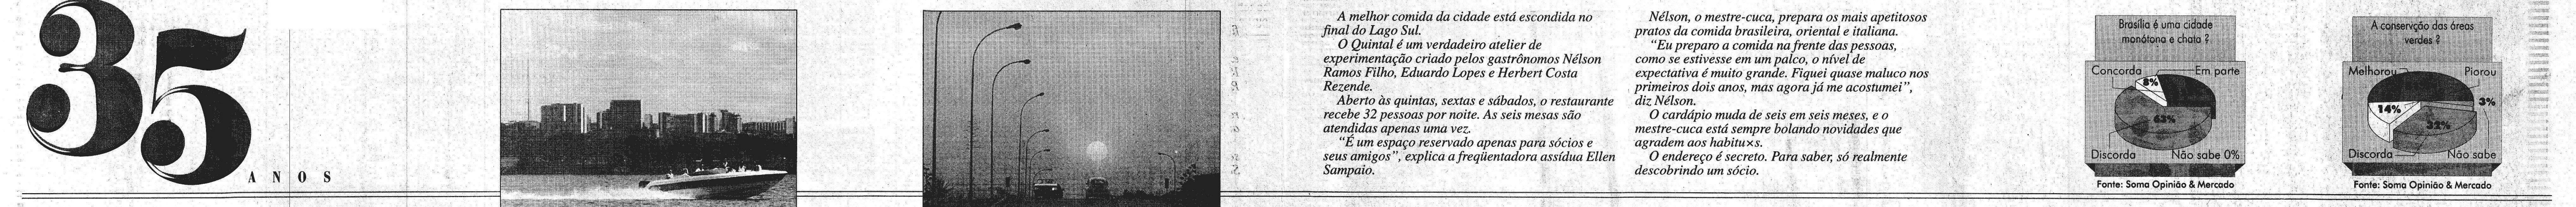 35
ANOS
A melhor comida da cidade está escondida no
final do Lago Sul.
O Quintal é um verdadeiro atelier de
experimentação criado pelos gastrônomos Nélson
Ramos Filho, Eduardo Lopes e Herbert Costa
Rezende.
Aberto às quintas, sextas e sábados, o restaurante
recebe 32 pessoas por noite. As seis mesas são
atendidas apenas uma vez.
“É um espaço reservado apenas para sócios e
seus amigos”, explica a freqüentadora assídua Ellen
Sampaio.
Nélson, o mestre-cuca, prepara os mais apetitosos
pratos da comida brasileira, oriental e italiana.
“Eu preparo a comida na frente das pessoas,
como se estivesse em um palco, o nível de
expectativa é muito grande. Fiquei quase maluco nos
primeiros dois anos, mas agora já me acostumei”,
diz Nélson.
O cardápio muda de seis em seis meses, e o
mestre-cuca está sempre bolando novidades que
agradem aos habitu×s.
O endereço é secreto. Para saber, só realmente
descobrindo um sócio.
Brasília é uma cidade
monótona e chata ?
Concorda
Em parte
8%
63%
Discorda
Não sabe 0%
Fonte: Soma Opinião & Mercado
A conservção das áreas
verdes ?
Melhorou
Piorou
3%
14%
32%
Discorda
Não sabe
Fonte: Soma Opinião & Mercado